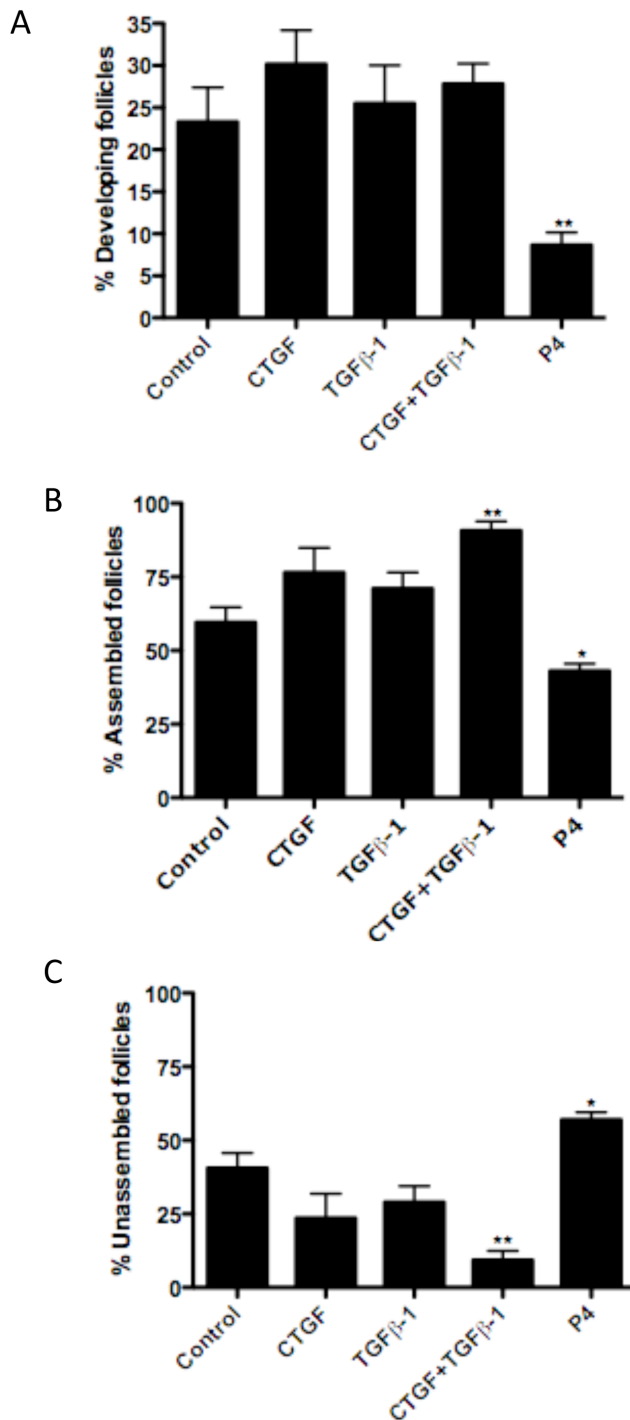 A
% Developing follicles
35
30
25
20
15
10
5
0
**
Control
CTGF
TGFβ-1
CTGF+TGFβ-1
P4
B
% Assembled follicles
100
75
50
25
0
**
*
Control
CTGF
TGFβ-1
CTGF+TGFβ-1
P4
C
% Unassembled follicles
100
75
50
25
0
**
*
Control
CTGF
TGFβ-1
CTGF+TGFβ-1
P4